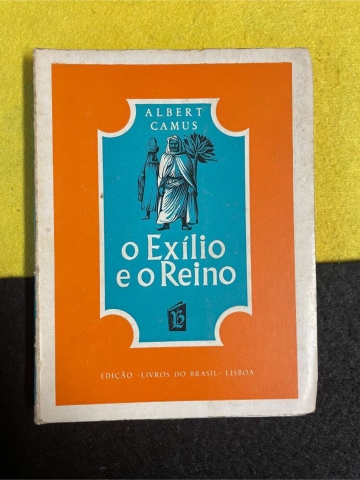 ALBERT
CAMUS
o Exílio
e o Reino
B
EDIÇÃO «LIVROS DO BRASIL» LISBOA